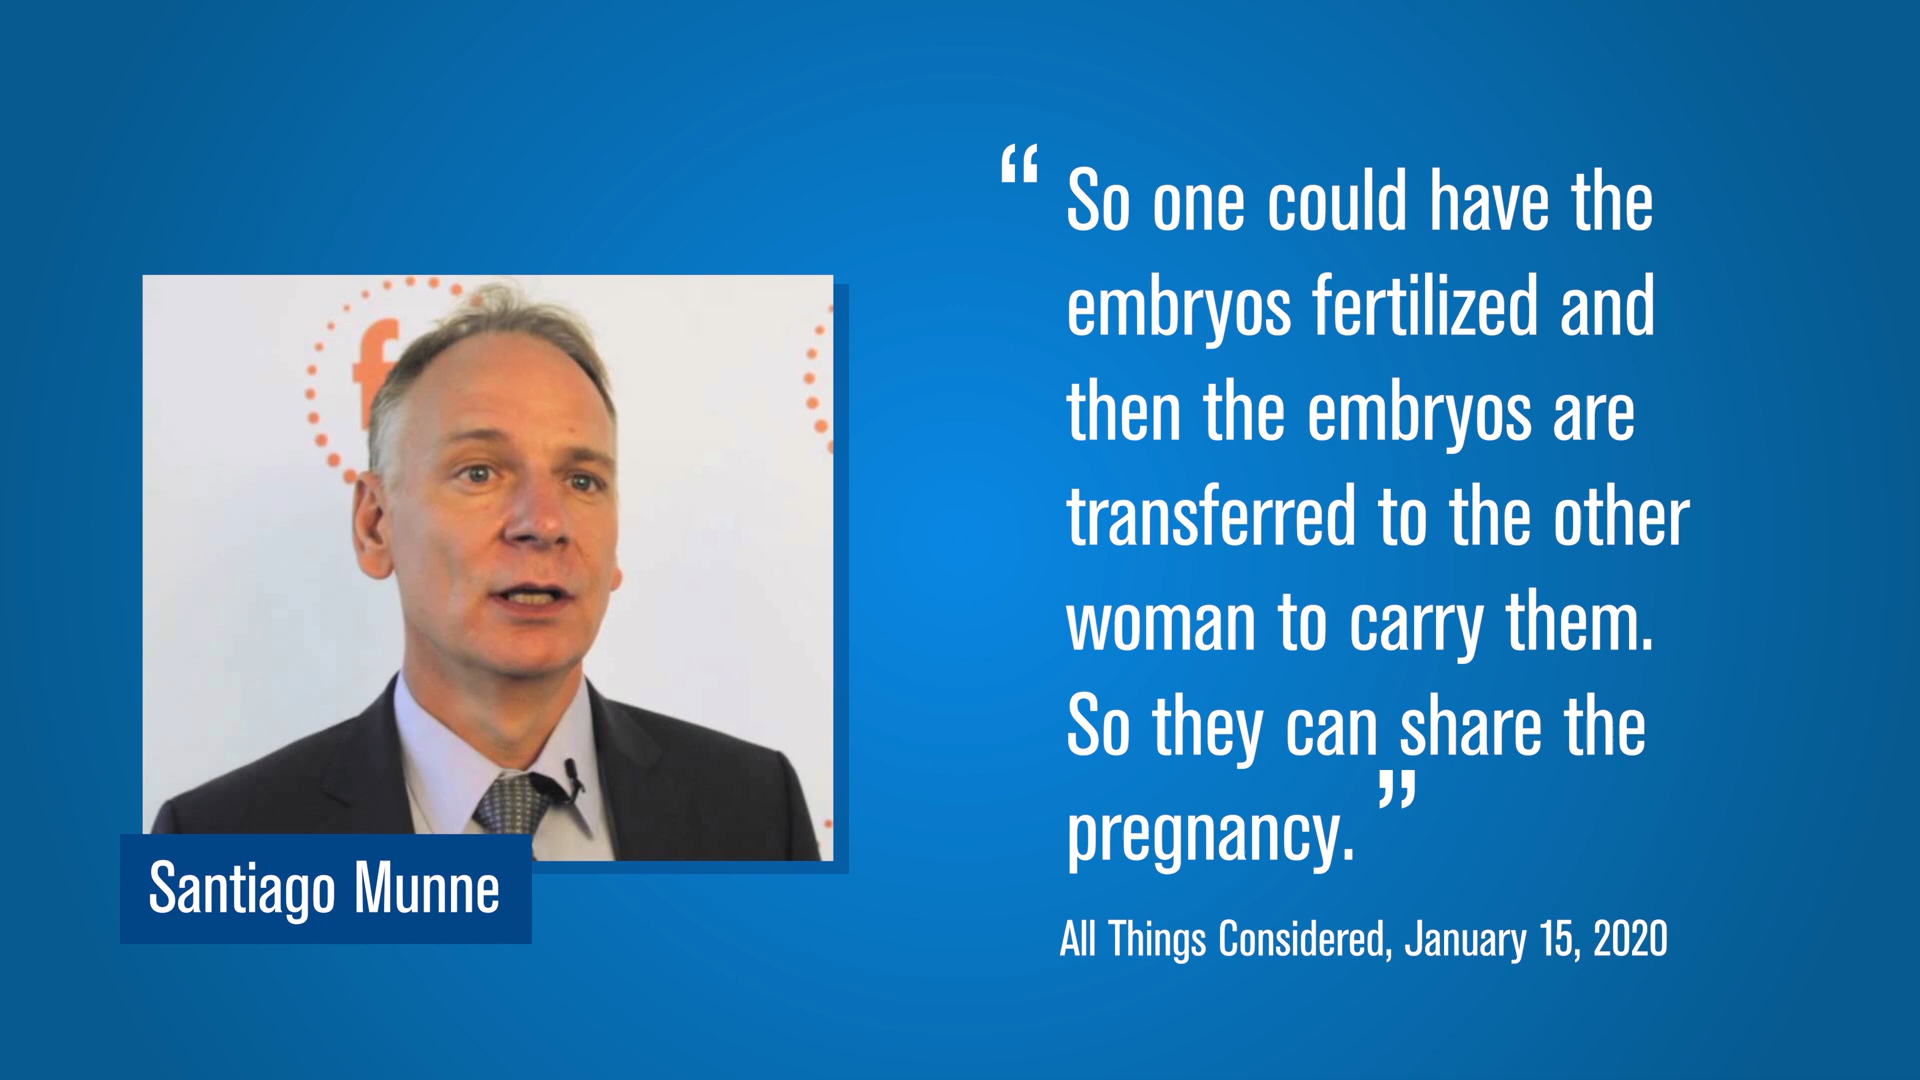 “ So one could have the
embryos fertilized and
then the embryos are
transferred to the other
woman to carry them.
So they can share the
pregnancy. ”
All Things Considered, January 15, 2020
f
Santiago Munne